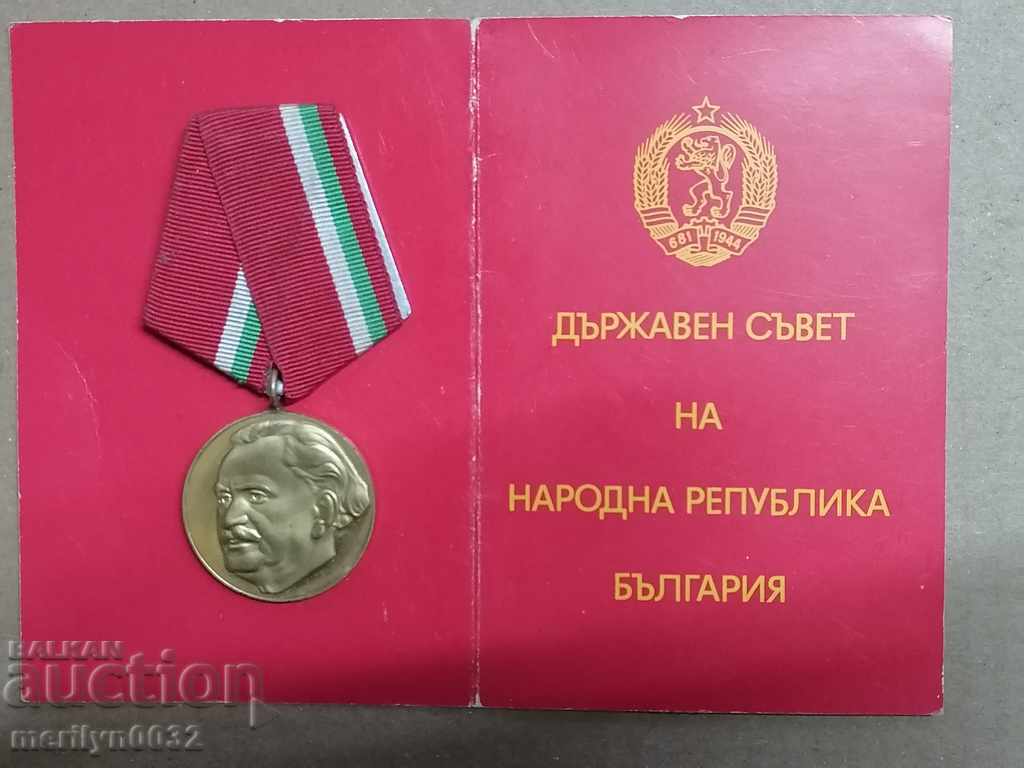 681 1944
ДЪРЖАВЕН СЪВЕТ
НА
НАРОДНА РЕПУБЛИКА
БЪЛГАРИЯ
BALKAN
auction
merilyn0032